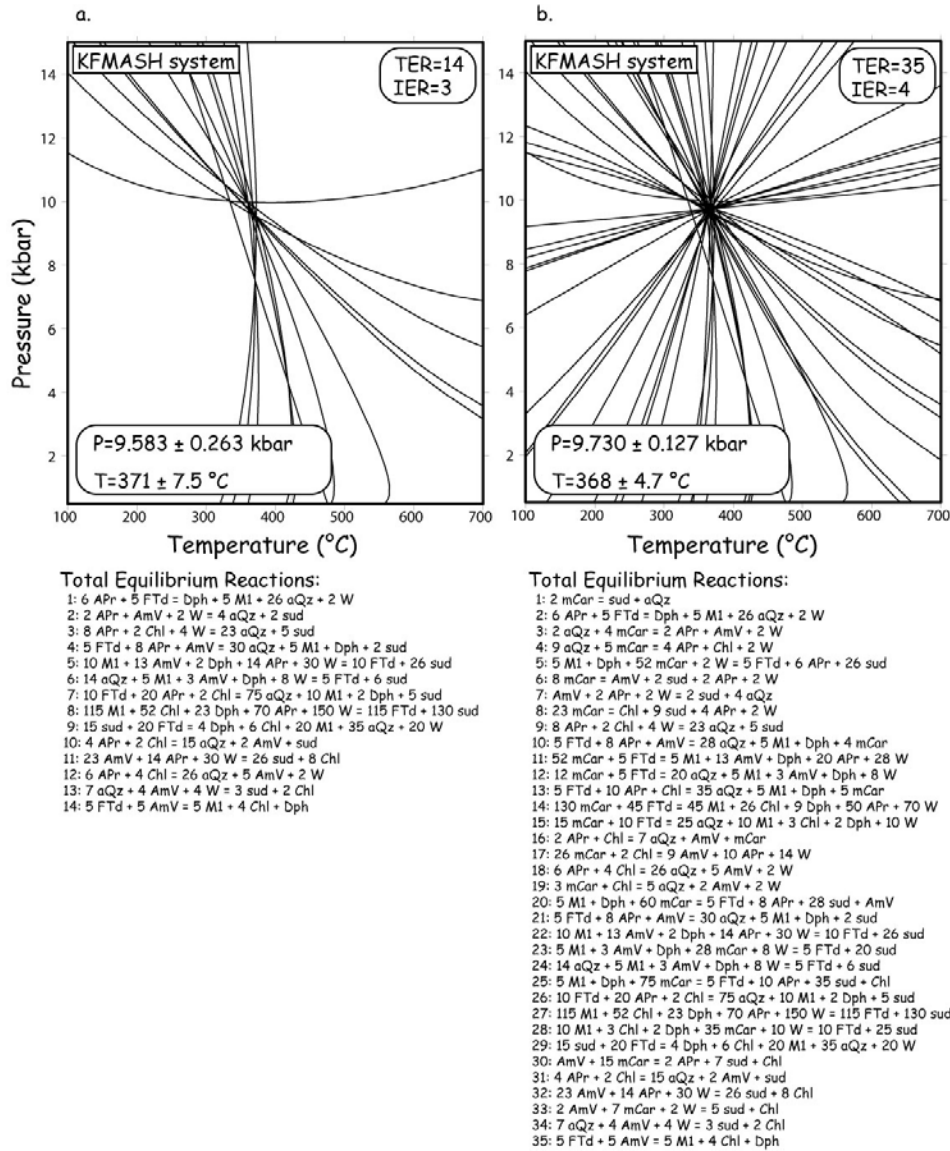 a.
KFMASH system
TER=14
IER=3
14
12
10
8
6
4
2
Pressure (kbar)
P=9.583 ± 0.263 kbar
T=371 ± 7.5 °C
100 200 300 400 500 600 700
Temperature (°C)
Total Equilibrium Reactions:
1: 6 APr + 5 FTd = Dph + 5 M1 + 26 aQz + 2 W
2: 2 APr + AmV + 2 W = 4 aQz + 2 sud
3: 8 APr + 2 Chl + 4 W = 23 aQz + 5 sud
4: 5 FTd + 8 APr + AmV = 30 aQz + 5 M1 + Dph + 2 sud
5: 10 M1 + 13 AmV + 2 Dph + 14 APr + 30 W = 10 FTd + 26 sud
6: 14 aQz + 5 M1 + 3 AmV + Dph + 8 W = 5 FTd + 6 sud
7: 10 FTd + 20 APr + 2 Chl = 75 aQz + 10 M1 + 2 Dph + 5 sud
8: 115 M1 + 52 Chl + 23 Dph + 70 APr + 150 W = 115 FTd + 130 sud
9: 15 sud + 20 FTd = 4 Dph + 6 Chl + 20 M1 + 35 aQz + 20 W
10: 4 APr + 2 Chl = 15 aQz + 2 AmV + sud
11: 23 AmV + 14 APr + 30 W = 26 sud + 8 Chl
12: 6 APr + 4 Chl = 26 aQz + 5 AmV + 2 W
13: 7 aQz + 4 AmV + 4 W = 3 sud + 2 Chl
14: 5 FTd + 5 AmV = 5 M1 + 4 Chl + Dph
b.
KFMASH system
TER=35
IER=4
14
12
10
8
6
4
2
P=9.730 ± 0.127 kbar
T=368 ± 4.7 °C
100 200 300 400 500 600 700
Temperature (°C)
Total Equilibrium Reactions:
1: 2 mCar = sud + aQz
2: 6 APr + 5 FTd = Dph + 5 M1 + 26 aQz + 2 W
3: 2 aQz + 4 mCar = 2 APr + AmV + 2 W
4: 9 aQz + 5 mCar = 4 APr + Chl + 2 W
5: 5 M1 + Dph + 52 mCar + 2 W = 5 FTd + 6 APr + 26 sud
6: 8 mCar = AmV + 2 sud + 2 APr + 2 W
7: AmV + 2 APr + 2 W = 2 sud + 4 aQz
8: 23 mCar = Chl + 9 sud + 4 APr + 2 W
9: 8 APr + 2 Chl + 4 W = 23 aQz + 5 sud
10: 5 FTd + 8 APr + AmV = 28 aQz + 5 M1 + Dph + 4 mCar
11: 52 mCar + 5 FTd = 5 M1 + 13 AmV + Dph + 20 APr + 28 W
12: 12 mCar + 5 FTd = 20 aQz + 5 M1 + 3 AmV + Dph + 8 W
13: 5 FTd + 10 APr + Chl = 35 aQz + 5 M1 + Dph + 5 mCar
14: 130 mCar + 45 FTd = 45 M1 + 26 Chl + 9 Dph + 50 APr + 70 W
15: 15 mCar + 10 FTd = 25 aQz + 10 M1 + 3 Chl + 2 Dph + 10 W
16: 2 APr + Chl = 7 aQz + AmV + mCar
17: 26 mCar + 2 Chl = 9 AmV + 10 APr + 14 W
18: 6 APr + 4 Chl = 26 aQz + 5 AmV + 2 W
19: 3 mCar + Chl = 5 aQz + 2 AmV + 2 W
20: 5 M1 + Dph + 60 mCar = 5 FTd + 8 APr + 28 sud + AmV
21: 5 FTd + 8 APr + AmV = 30 aQz + 5 M1 + Dph + 2 sud
22: 10 M1 + 13 AmV + 2 Dph + 14 APr + 30 W = 10 FTd + 26 sud
23: 5 M1 + 3 AmV + Dph + 28 mCar + 8 W = 5 FTd + 20 sud
24: 14 aQz + 5 M1 + 3 AmV + Dph + 8 W = 5 FTd + 6 sud
25: 5 M1 + Dph + 75 mCar = 5 FTd + 10 APr + 35 sud + Chl
26: 10 FTd + 20 APr + 2 Chl = 75 aQz + 10 M1 + 2 Dph + 5 sud
27: 115 M1 + 52 Chl + 23 Dph + 70 APr + 150 W = 115 FTd + 130 sud
28: 10 M1 + 3 Chl + 2 Dph + 35 mCar + 10 W = 10 FTd + 25 sud
29: 15 sud + 20 FTd = 4 Dph + 6 Chl + 20 M1 + 35 aQz + 20 W
30: AmV + 15 mCar = 2 APr + 7 sud + Chl
31: 4 APr + 2 Chl = 15 aQz + 2 AmV + sud
32: 23 AmV + 14 APr + 30 W = 26 sud + 8 Chl
33: 2 AmV + 7 mCar + 2 W = 5 sud + Chl
34: 7 aQz + 4 AmV + 4 W = 3 sud + 2 Chl
35: 5 FTd + 5 AmV = 5 M1 + 4 Chl + Dph